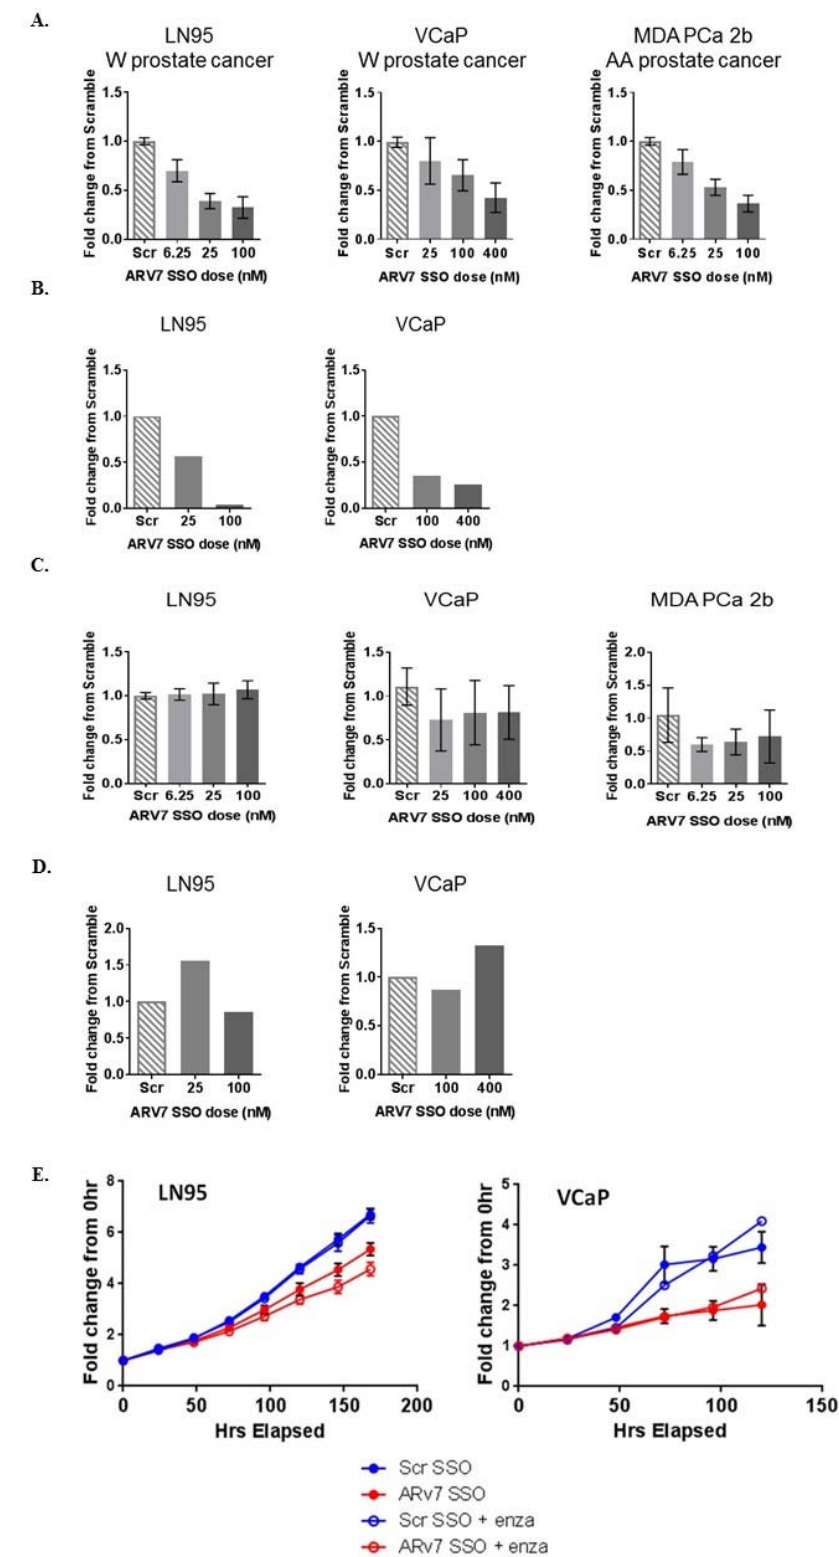 A.
LN95
W prostate cancer
VCaP
W prostate cancer
MDA PCa 2b
AA prostate cancer
Fold change from Scramble
1.5
1.0
0.5
0.0
Scr 6.25 25 100
ARV7 SSO dose (nM)
Fold change from Scramble
1.5
1.0
0.5
0.0
Scr 25 100 400
ARV7 SSO dose (nM)
Fold change from Scramble
1.5
1.0
0.5
0.0
Scr 6.25 25 100
ARV7 SSO dose (nM)
B.
LN95
Fold change from Scramble
1.5
1.0
0.5
0.0
Scr 25 100
ARV7 SSO dose (nM)
VCaP
Fold change from Scramble
1.5
1.0
0.5
0.0
Scr 100 400
ARV7 SSO dose (nM)
C.
LN95
Fold change from Scramble
1.5
1.0
0.5
0.0
Scr 6.25 25 100
ARV7 SSO dose (nM)
VCaP
Fold change from Scramble
1.5
1.0
0.5
0.0
Scr 25 100 400
ARV7 SSO dose (nM)
MDA PCa 2b
Fold change from Scramble
2.0
1.5
1.0
0.5
0.0
Scr 6.25 25 100
ARV7 SSO dose (nM)
D.
LN95
Fold change from Scramble
2.0
1.5
1.0
0.5
0.0
Scr 25 100
ARV7 SSO dose (nM)
VCaP
Fold change from Scramble
1.5
1.0
0.5
0.0
Scr 100 400
ARV7 SSO dose (nM)
E.
LN95
Fold change from 0hr
8
6
4
2
0
0 50 100 150 200
Hrs Elapsed
VCaP
Fold change from 0hr
5
4
3
2
1
0
0 50 100 150
Hrs Elapsed
Scr SSO
ARv7 SSO
Scr SSO + enza
ARv7 SSO + enza